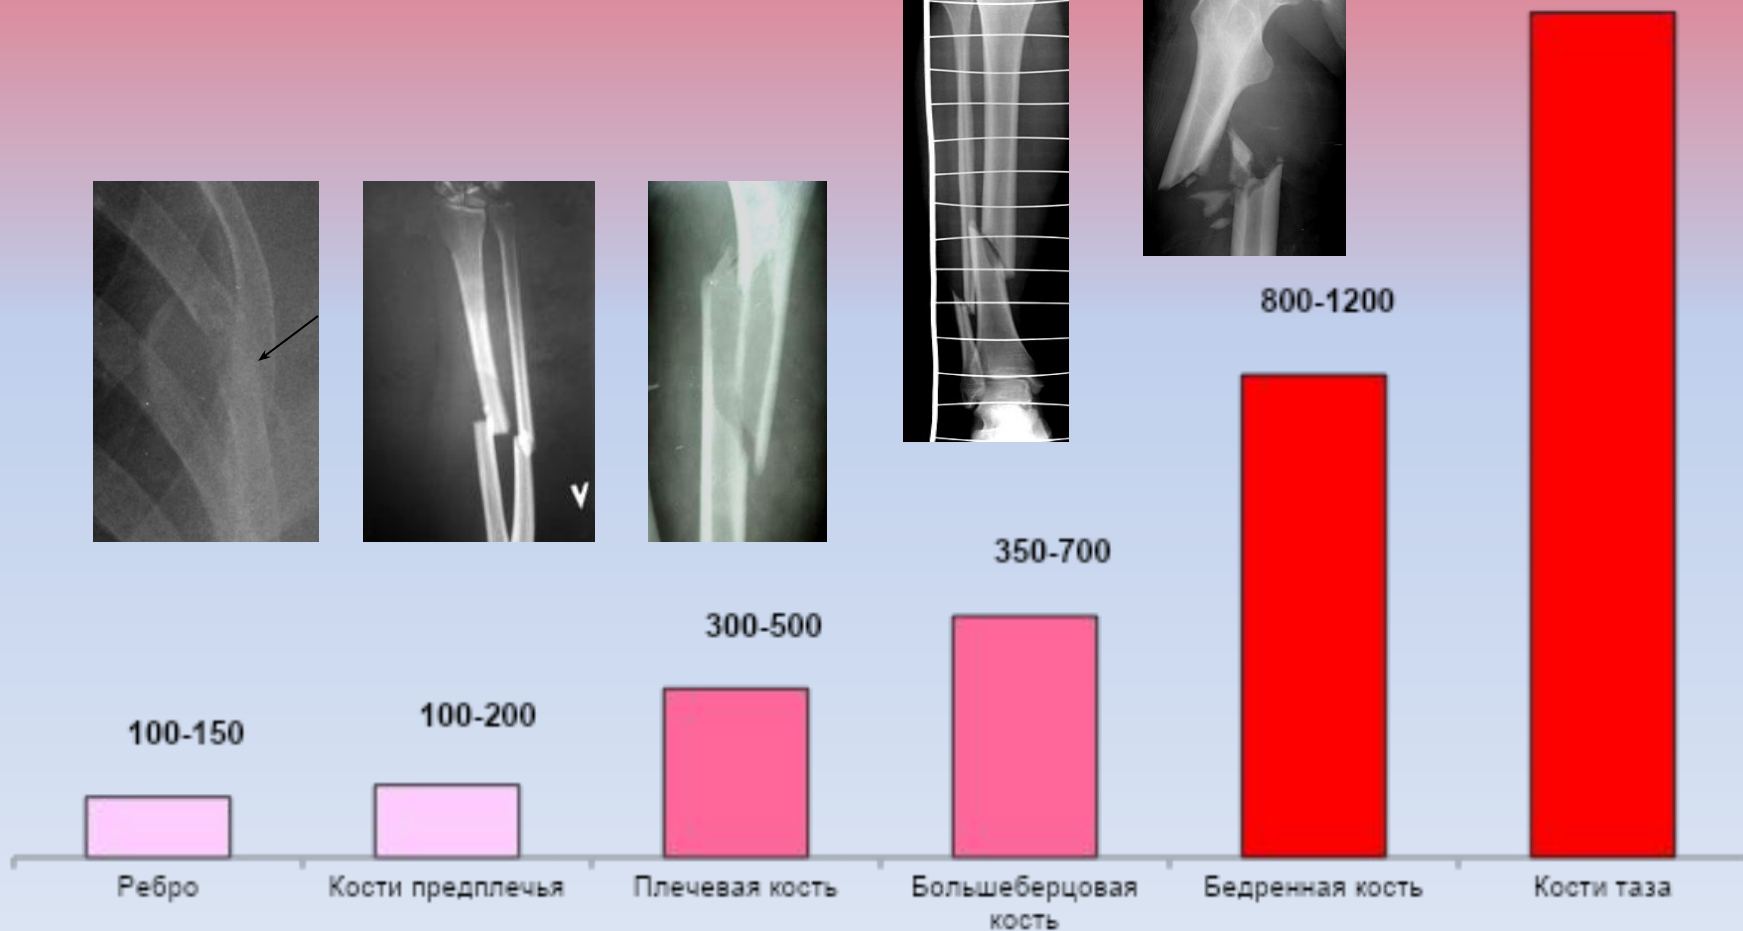 800-1200
350-700
300-500
100-200
100-150
V
Ребро
Кости предплечья
Плечевая кость
Большеберцовая
кость
Бедренная кость
Кости таза